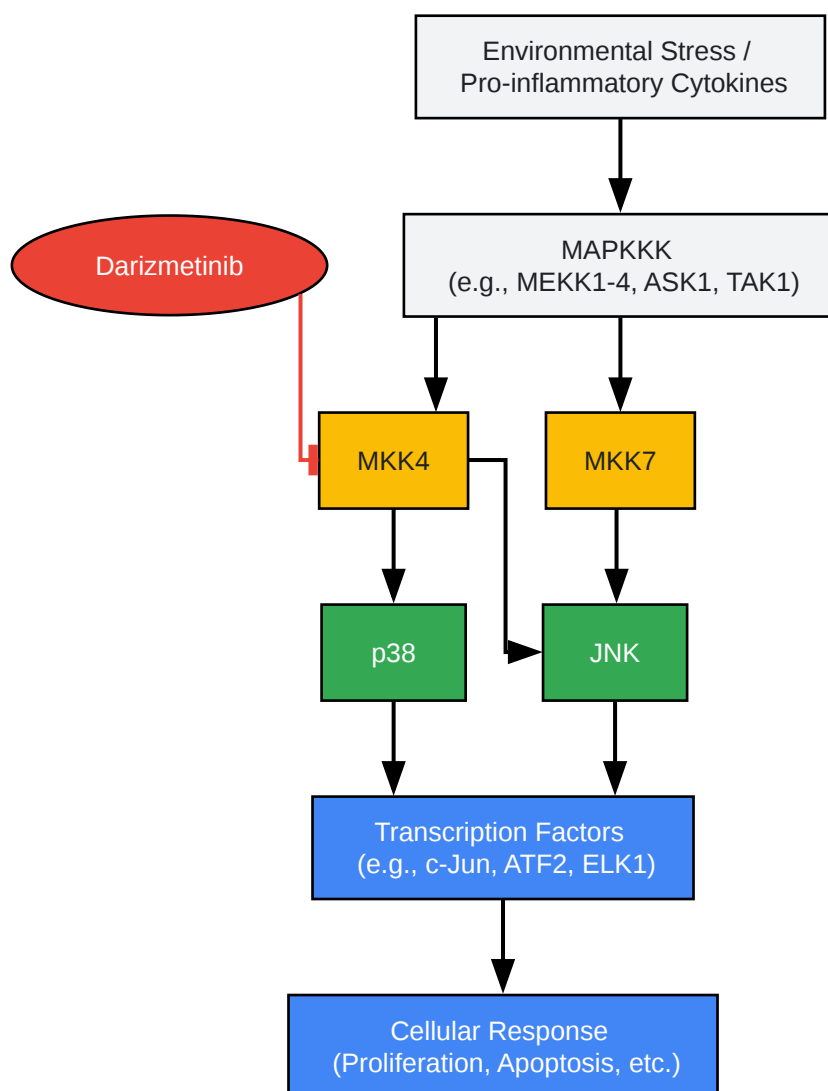 Environmental Stress /
Pro-inflammatory Cytokines
Darizmetinib
MAPKKK
(e.g., MEKK1-4, ASK1, TAK1)
MKK4
MKK7
p38
JNK
Transcription Factors
(e.g., c-Jun, ATF2, ELK1)
Cellular Response
(Proliferation, Apoptosis, etc.)